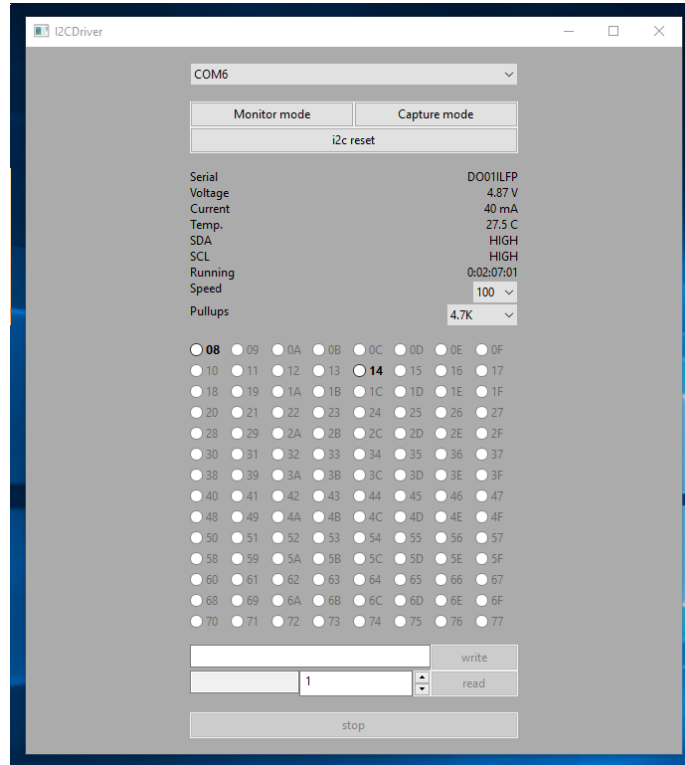 I2CDriver
COM6
Monitor mode Capture mode
i2c reset
Serial DO01ILFP
Voltage 4.87 V
Current 40 mA
Temp. 27.5 C
SDA HIGH
SCL HIGH
Running 0:02:07:01
Speed 100
Pullups 4.7K
08 09 0A 0B 0C 0D 0E 0F
10 11 12 13 14 15 16 17
18 19 1A 1B 1C 1D 1E 1F
20 21 22 23 24 25 26 27
28 29 2A 2B 2C 2D 2E 2F
30 31 32 33 34 35 36 37
38 39 3A 3B 3C 3D 3E 3F
40 41 42 43 44 45 46 47
48 49 4A 4B 4C 4D 4E 4F
50 51 52 53 54 55 56 57
58 59 5A 5B 5C 5D 5E 5F
60 61 62 63 64 65 66 67
68 69 6A 6B 6C 6D 6E 6F
70 71 72 73 74 75 76 77
write
1 read
stop